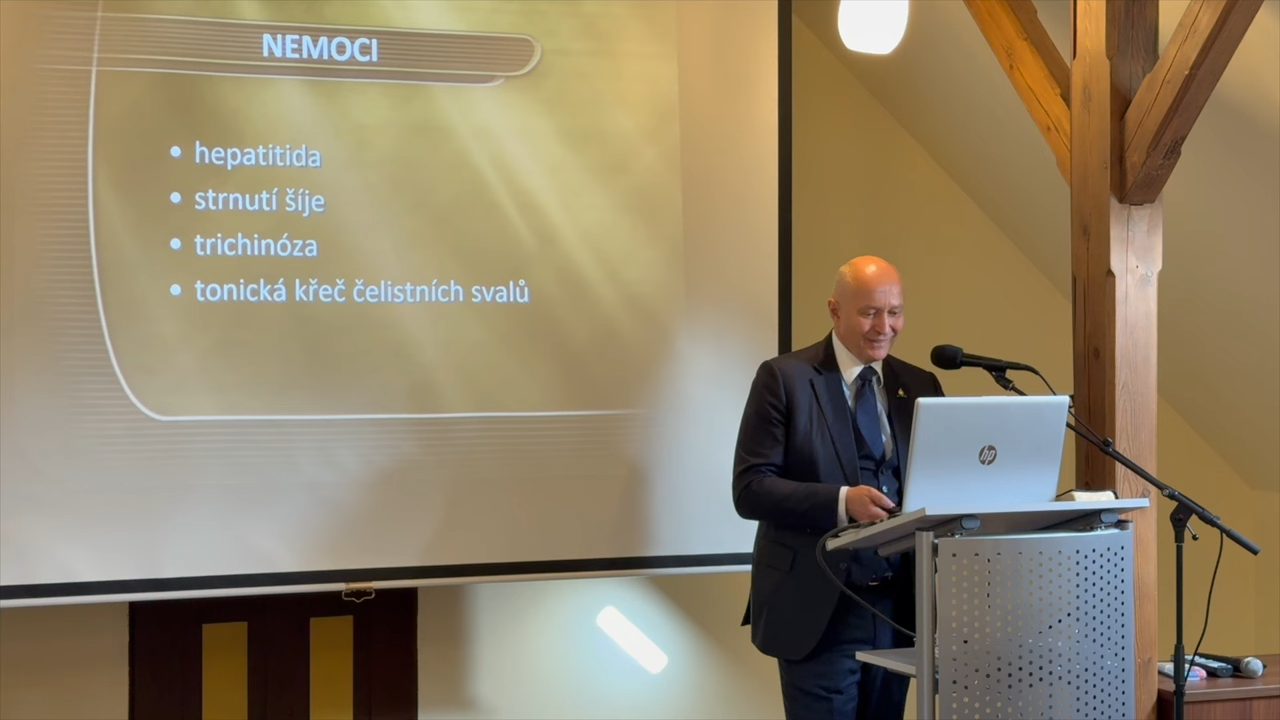 NEMOCI
• hepatitida
• strnutí šíje
• trichinóza
• tonická křeč čelistních svalů
hp